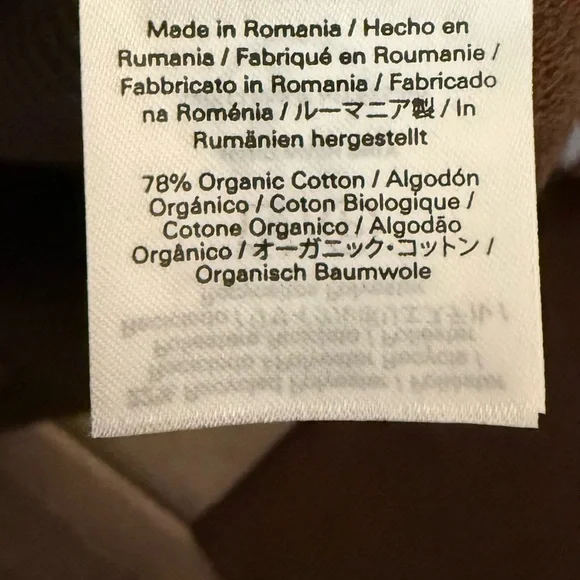 Made in Romania / Hecho en
Rumania / Fabriqué en Roumanie /
Fabbricato in Romania / Fabricado
na Roménia / ルーマニア製 / In
Rumänien hergestellt
78% Organic Cotton / Algodón
Orgánico / Coton Biologique /
Cotone Organico / Algodão
Orgânico / オーガニック・コットン /
Organisch Baumwole